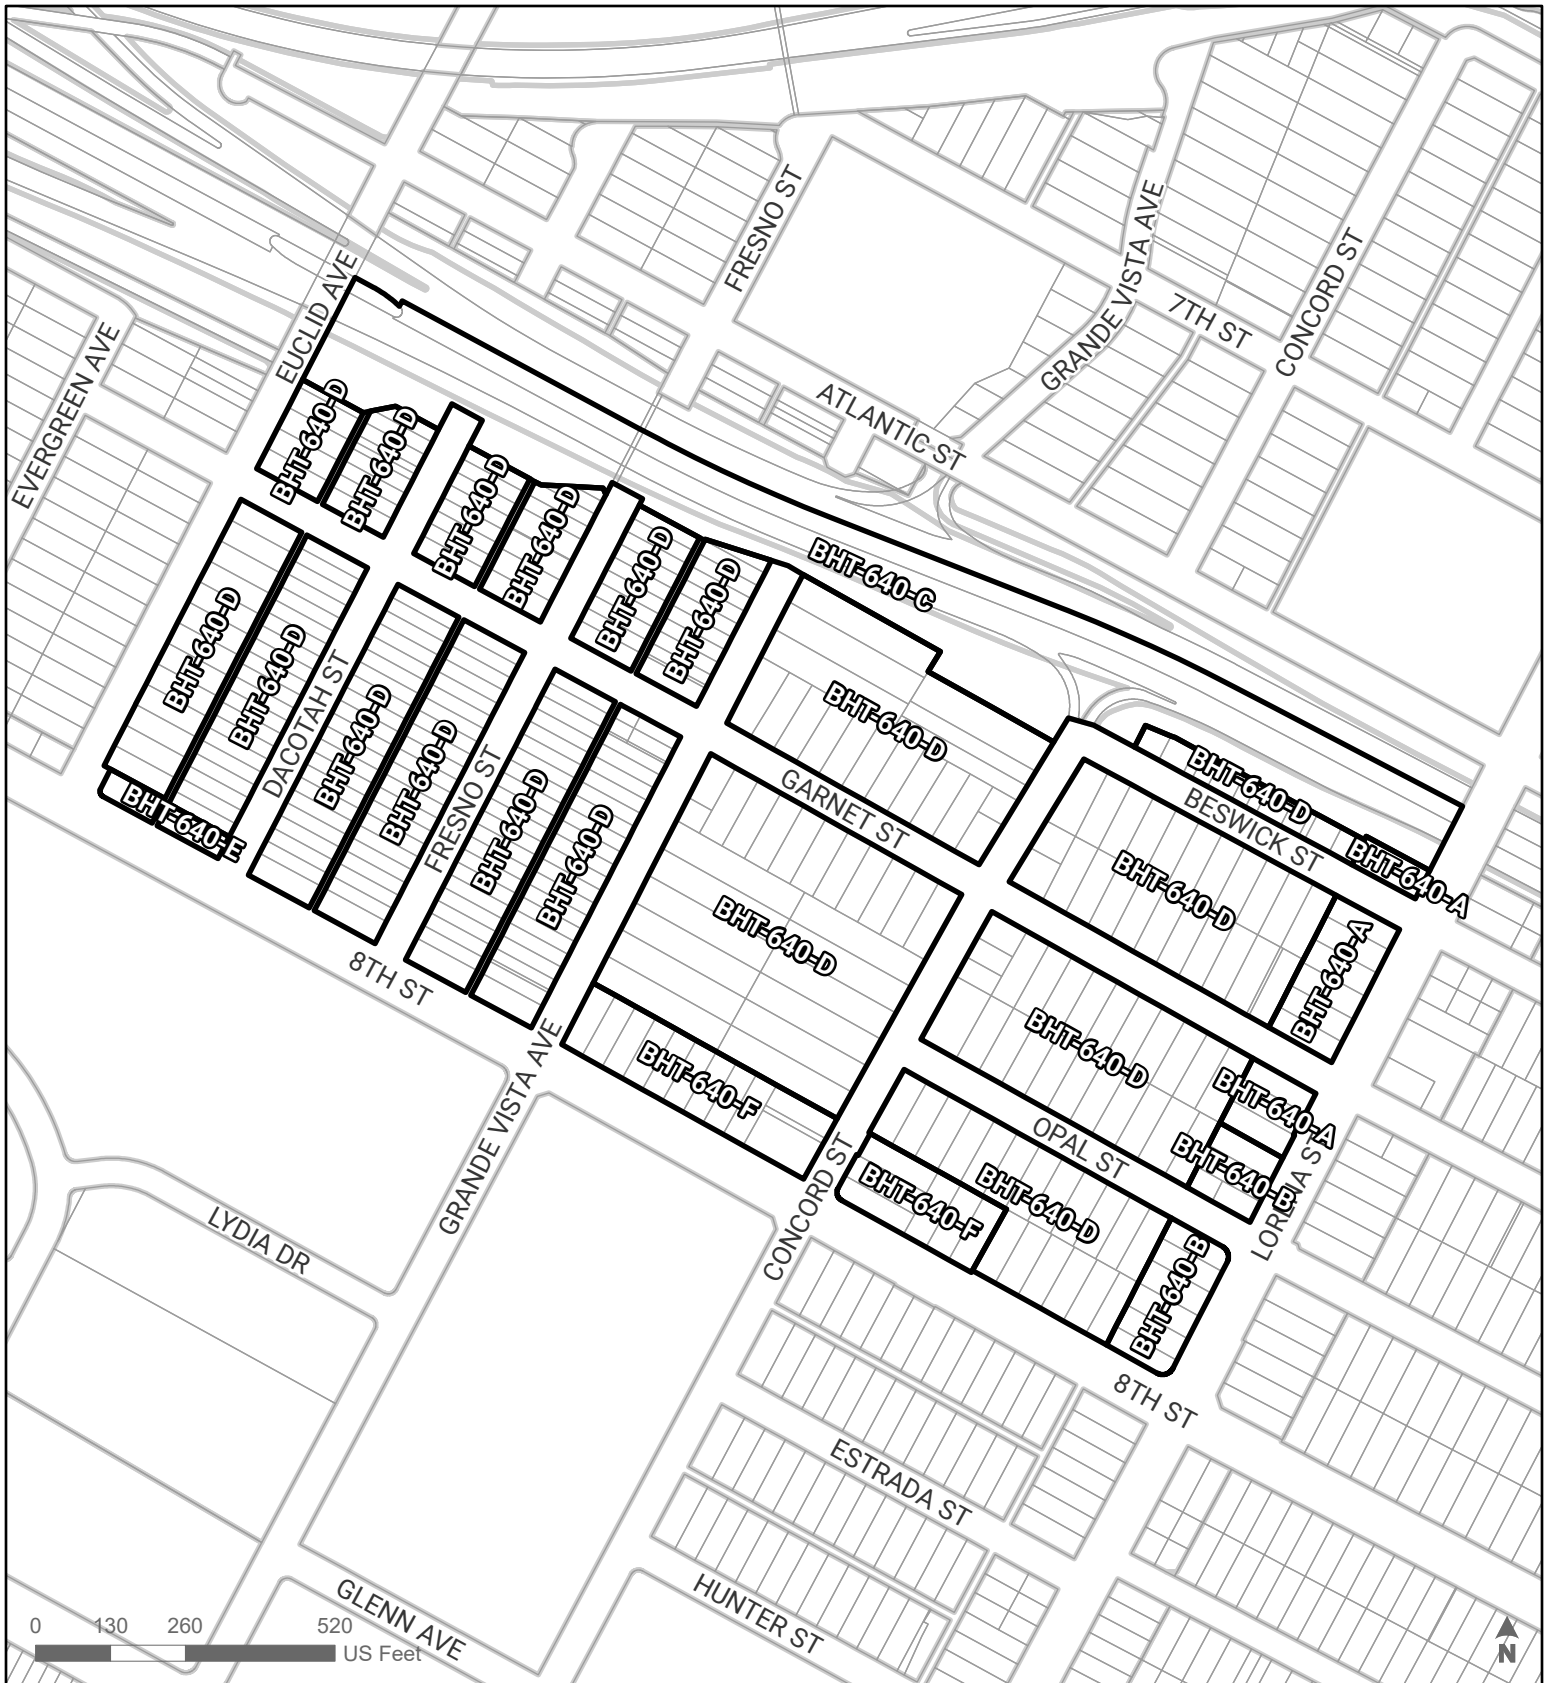 FRESNO ST
GRANDE VISTA AVE
CONCORD ST
7TH ST
EUCLID AVE
EVERGREEN AVE
ATLANTIC ST
BHT-640-D
BHT-640-D
BHT-640-D
BHT-640-D
BHT-640-D
BHT-640-D
BHT-640-C
BHT-640-D
BHT-640-D
DACOTAH ST
BHT-640-D
BHT-640-D
FRESNO ST
BHT-640-D
BHT-640-D
BHT-640-D
GARNET ST
BHT-640-D
BESWICK ST
BHT-640-A
BHT-640-E
BHT-640-D
BHT-640-D
BHT-640-A
8TH ST
BHT-640-D
BHT-640-F
BHT-640-A
GRANDE VISTA AVE
OPAL ST
BHT-640-B
LORENA ST
CONCORD ST
BHT-640-F
BHT-640-D
LYDIA DR
BHT-640-B
8TH ST
ESTRADA ST
GLENN AVE
HUNTER ST
0 130 260 520
US Feet
N